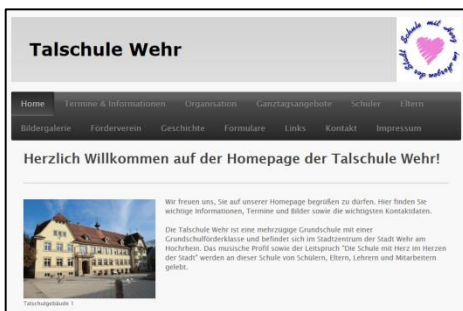 Talschule Wehr
Schule mit Herz im Herzen der Stadt
Home Termine & Informationen Organisation Ganztagsangebote Schüler Eltern
Bildergalerie Förderverein Geschichte Formulare Links Kontakt Impressum
Herzlich Willkommen auf der Homepage der Talschule Wehr!
Wir freuen uns, Sie auf unserer Homepage begrüßen zu dürfen. Hier finden Sie
wichtige Informationen, Termine und Bilder sowie die wichtigsten Kontaktdaten.
Die Talschule Wehr ist eine mehrzügige Grundschule mit einer
Grundschulförderklasse und befindet sich im Stadtzentrum der Stadt Wehr am
Hochrhein. Das musische Profil sowie der Leitspruch "Die Schule mit Herz im Herzen
der Stadt" werden an dieser Schule von Schülern, Eltern, Lehrern und Mitarbeitern
gelebt.
Talschulgebäude 1